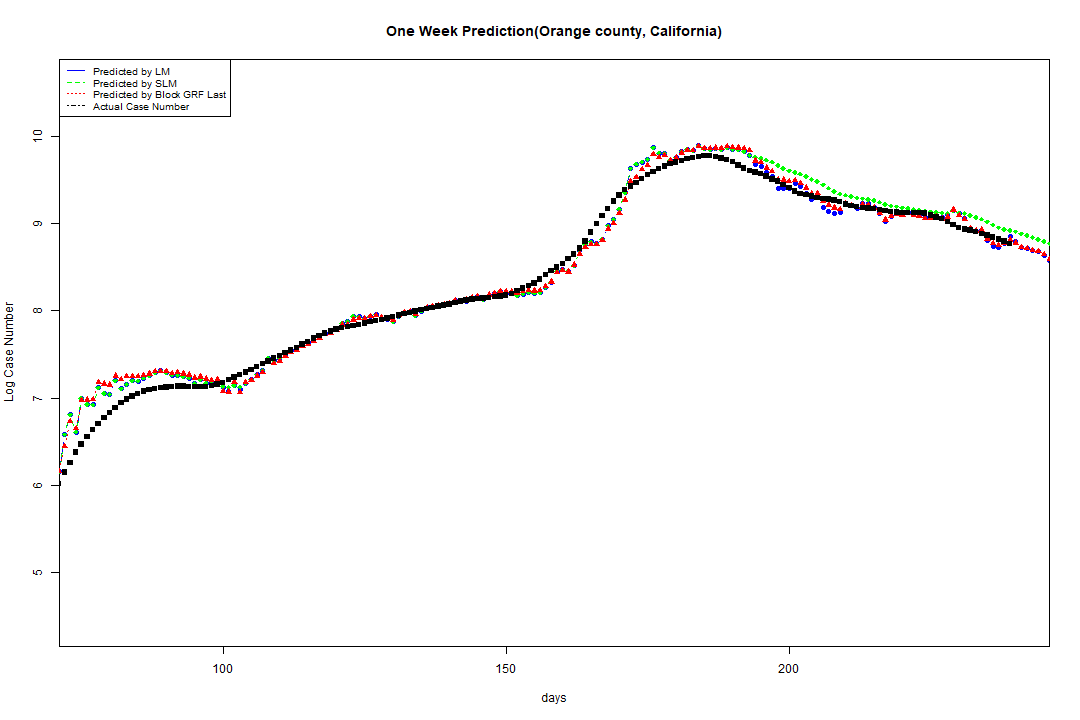 One Week Prediction(Orange county, California)
Predicted by LM
Predicted by SLM
Predicted by Block GRF Last
Actual Case Number
10
9
8
7
6
5
Log Case Number
100 150 200
days